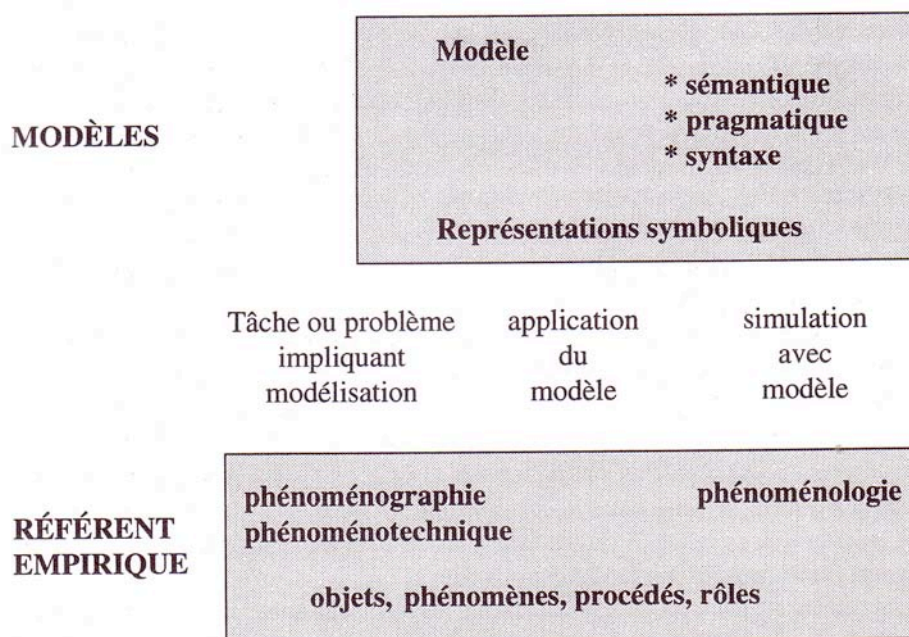 MODÈLES
Modèle
* sémantique
* pragmatique
* syntaxe
Représentations symboliques
Tâche ou problème
impliquant
modélisation
application
du
modèle
simulation
avec
modèle
RÉFÉRENT
EMPIRIQUE
phénoménographie
phénoménotechnique
phénoménologie
objets, phénomènes, procédés, rôles